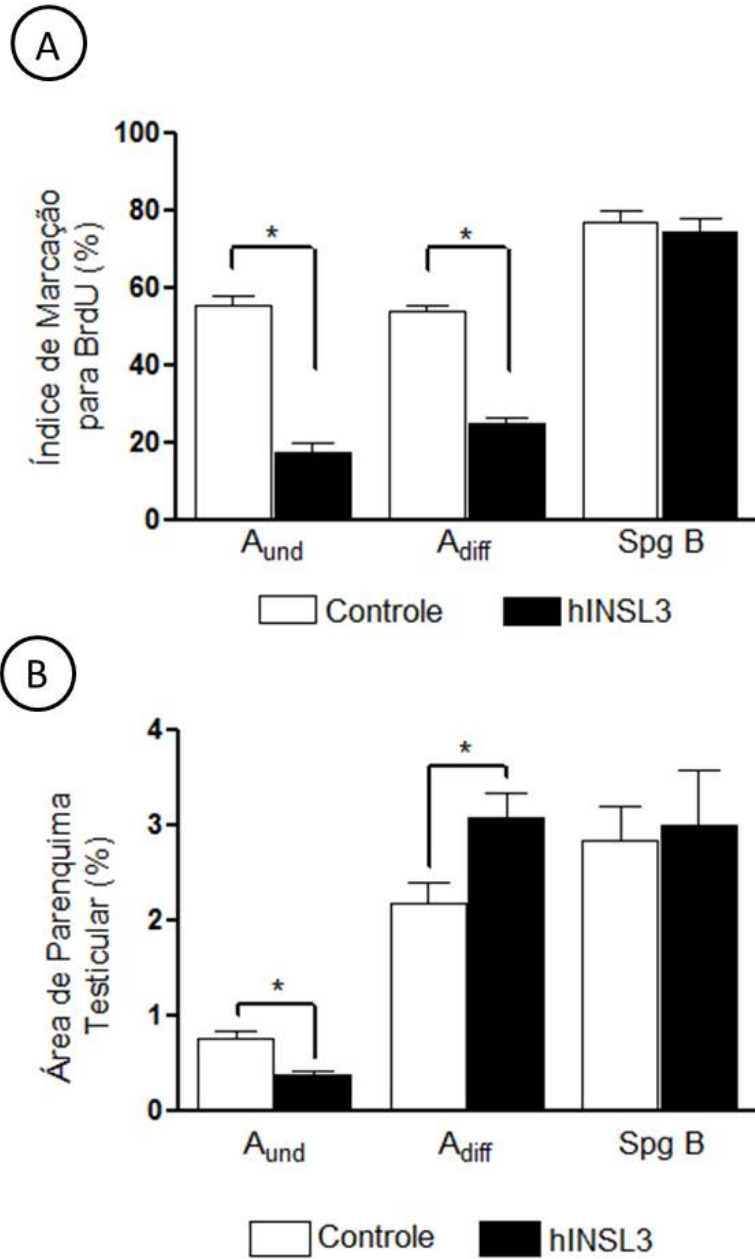 A
Índice de Marcação
para BrdU (%)
100
80
60
40
20
0
*
*
Aund
Adiff
Spg B
Controle
hINSL3
B
Área de Parenquima
Testicular (%)
4
3
2
1
0
*
*
Aund
Adiff
Spg B
Controle
hINSL3